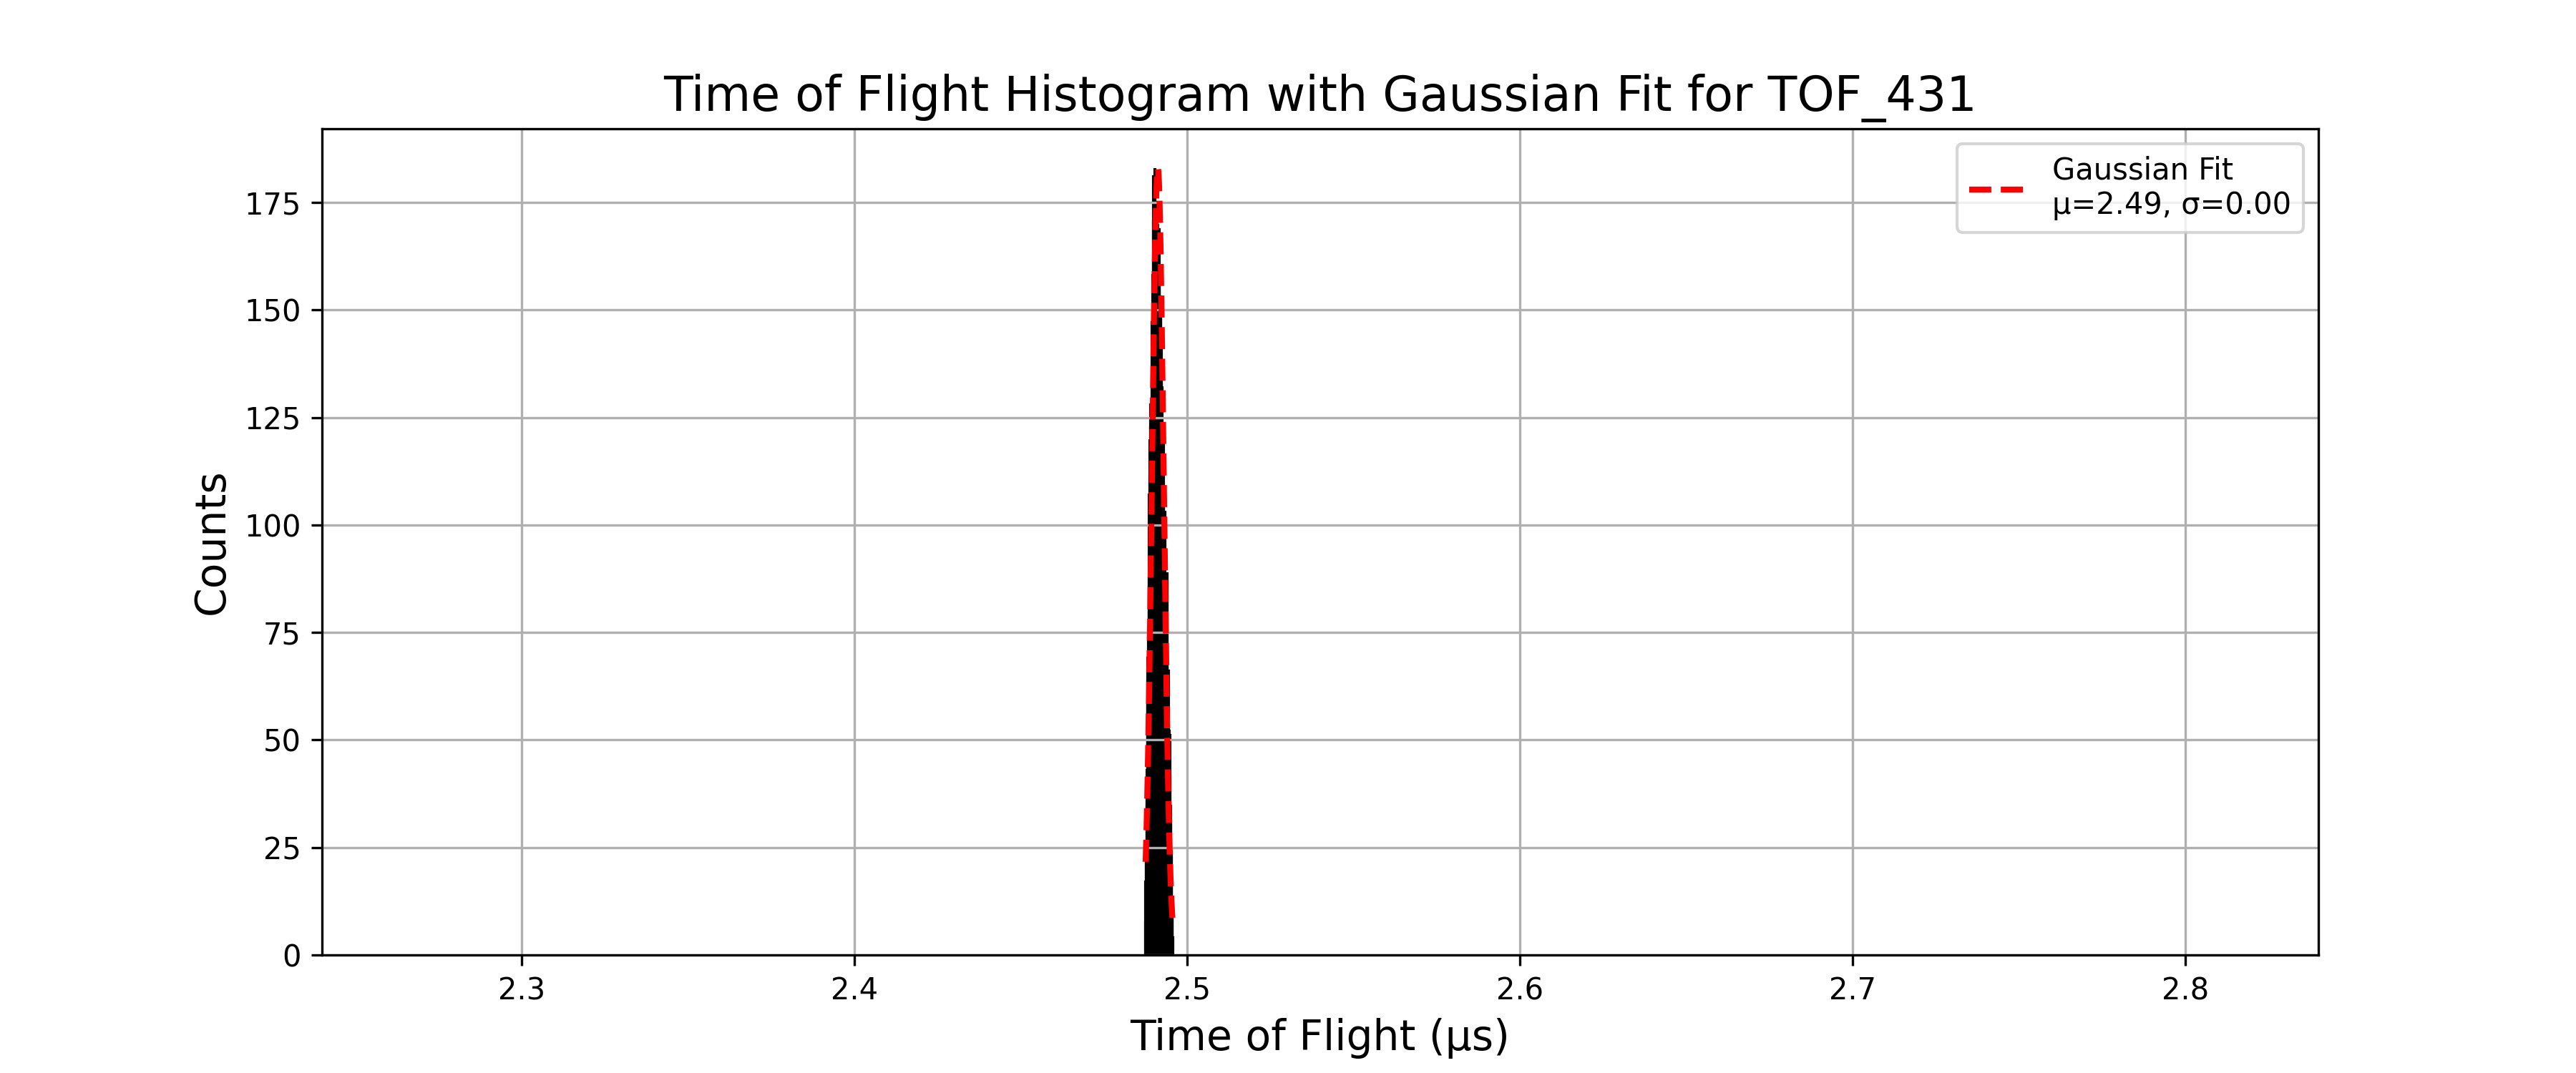 Time of Flight Histogram with Gaussian Fit for TOF_431
Gaussian Fit
μ=2.49, σ=0.00
175
150
125
100
75
50
25
0
Counts
2.3 2.4 2.5 2.6 2.7 2.8
Time of Flight (μs)